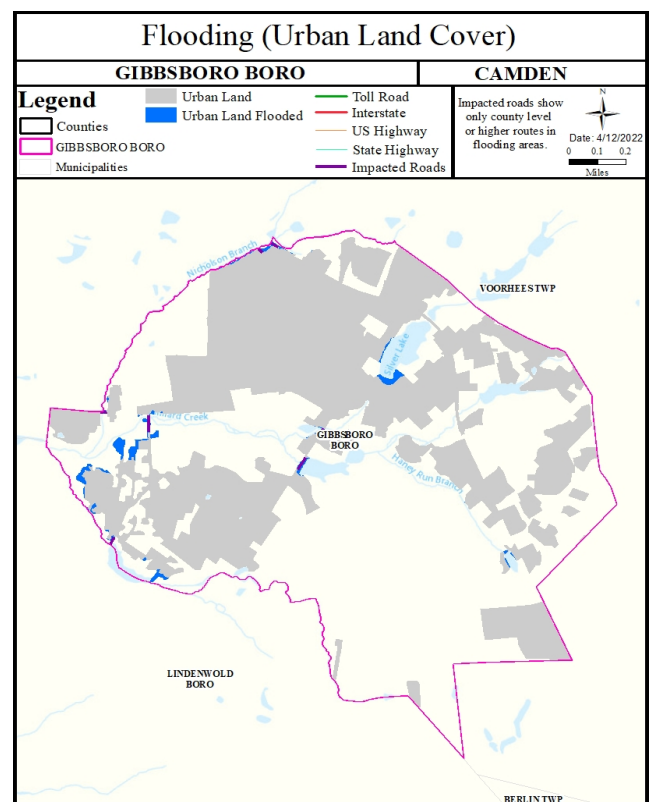 Flooding (Urban Land Cover)
GIBBSBORO BORO
CAMDEN
Legend
Counties
GIBBSBORO BORO
Municipalities
Urban Land
Urban Land Flooded
Toll Road
Interstate
US Highway
State Highway
Impacted Roads
Impacted roads show
only county level
or higher routes in
flooding areas.
N
Date: 4/12/2022
0 0.1 0.2
Miles
Nicholson Branch
VOORHEES TWP
Silver Lake
Creek
GIBBSBORO
BORO
Haney Run Branch
LINDENWOLD
BORO
BERLIN TWP